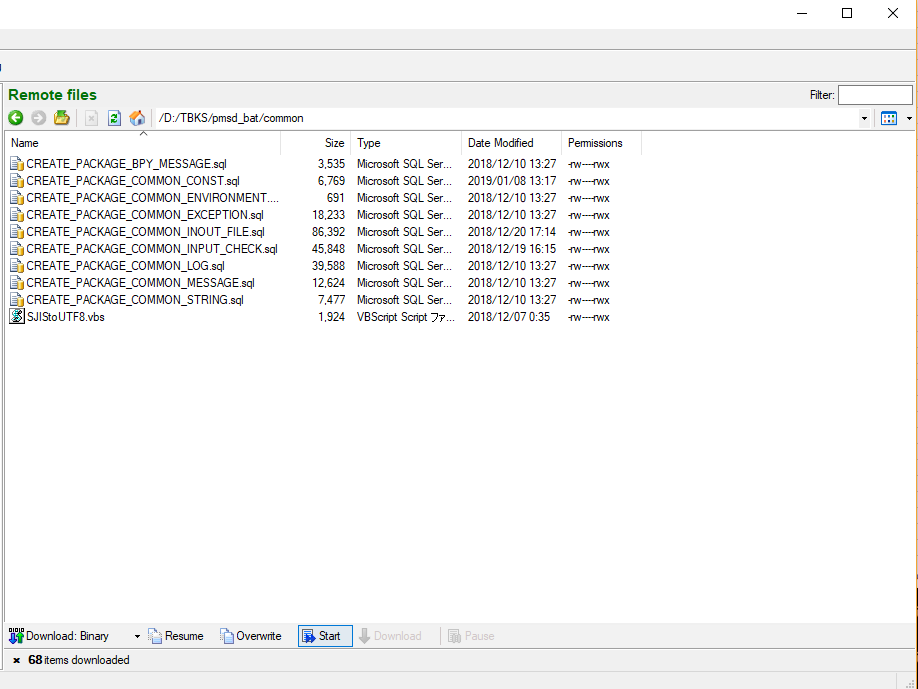 Remote files
Filter:
/D:/TBKS/pmsd_bat/common
Name Size Type Date Modified Permissions
CREATE_PACKAGE_BPY_MESSAGE.sql 3,535 Microsoft SQL Ser... 2018/12/10 13:27 -rw----rwx
CREATE_PACKAGE_COMMON_CONST.sql 6,769 Microsoft SQL Ser... 2019/01/08 13:17 -rw----rwx
CREATE_PACKAGE_COMMON_ENVIRONMENT.... 691 Microsoft SQL Ser... 2018/12/10 13:27 -rw----rwx
CREATE_PACKAGE_COMMON_EXCEPTION.sql 18,233 Microsoft SQL Ser... 2018/12/10 13:27 -rw----rwx
CREATE_PACKAGE_COMMON_INOUT_FILE.sql 86,392 Microsoft SQL Ser... 2018/12/20 17:14 -rw----rwx
CREATE_PACKAGE_COMMON_INPUT_CHECK.sql 45,848 Microsoft SQL Ser... 2018/12/19 16:15 -rw----rwx
CREATE_PACKAGE_COMMON_LOG.sql 39,588 Microsoft SQL Ser... 2018/12/10 13:27 -rw----rwx
CREATE_PACKAGE_COMMON_MESSAGE.sql 12,624 Microsoft SQL Ser... 2018/12/10 13:27 -rw----rwx
CREATE_PACKAGE_COMMON_STRING.sql 7,477 Microsoft SQL Ser... 2018/12/10 13:27 -rw----rwx
SJIStoUTF8.vbs 1,924 VBScript Script ファ... 2018/12/07 0:35 -rw----rwx
Download: Binary Resume Overwrite Start Download Pause
68 items downloaded